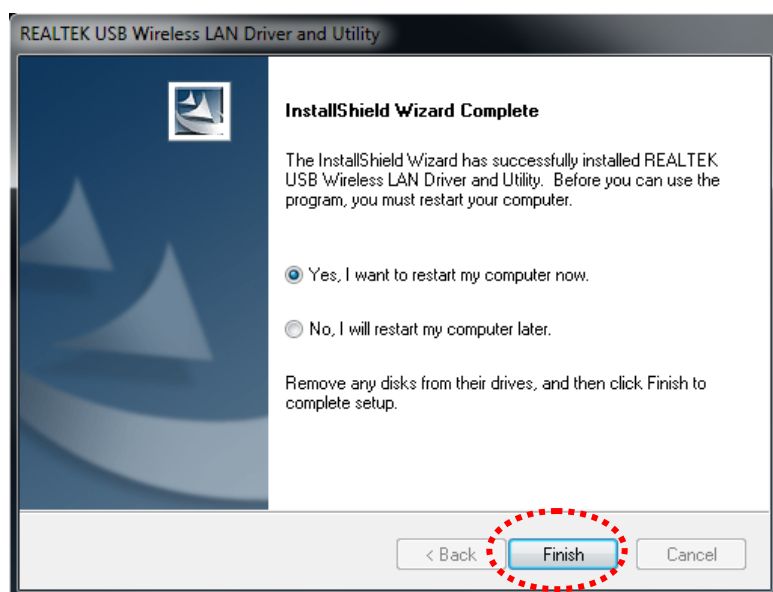 REALTEK USB Wireless LAN Driver and Utility
InstallShield Wizard Complete
The InstallShield Wizard has successfully installed REALTEK
USB Wireless LAN Driver and Utility.  Before you can use the
program, you must restart your computer.
Yes, I want to restart my computer now.
No, I will restart my computer later.
Remove any disks from their drives, and then click Finish to
complete setup.
< Back Finish Cancel